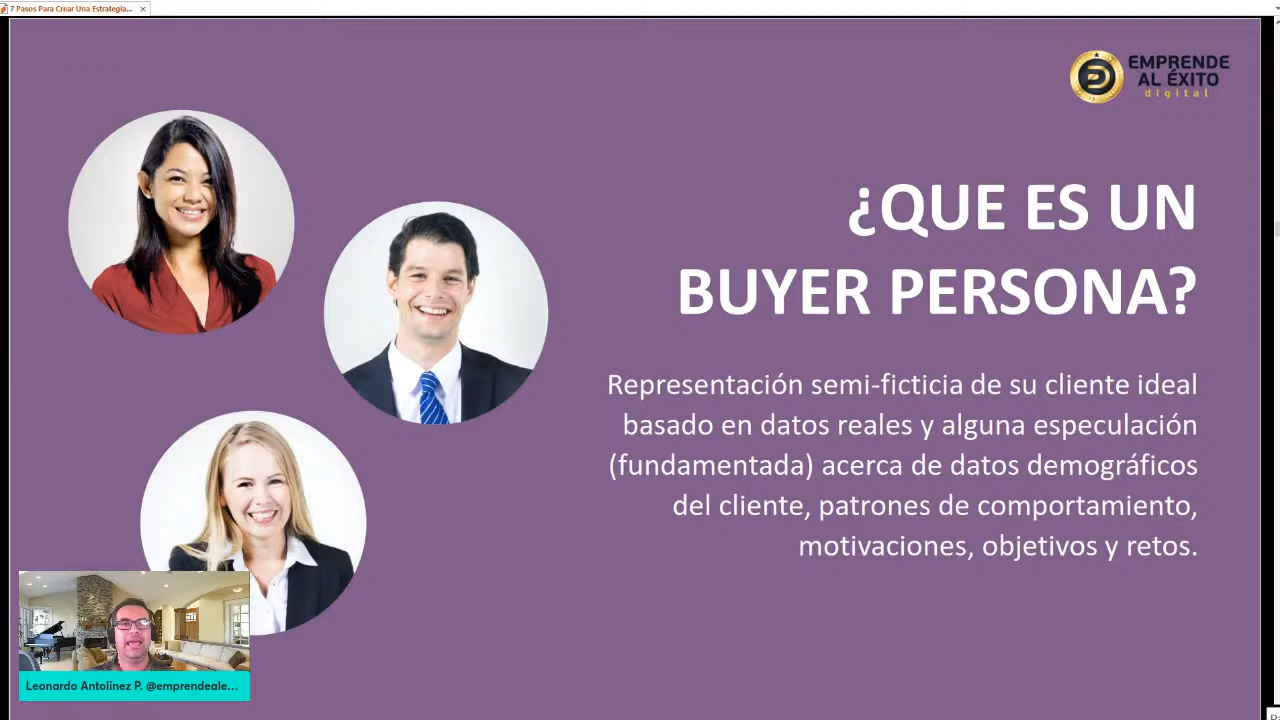 7 Pasos Para Crear Una Estrategia...
EMPRENDE
AL ÉXITO
digital
¿QUE ES UN
BUYER PERSONA?
Representación semi-ficticia de su cliente ideal
basado en datos reales y alguna especulación
(fundamentada) acerca de datos demográficos
del cliente, patrones de comportamiento,
motivaciones, objetivos y retos.
Leonardo Antolinez P. @emprendeale...